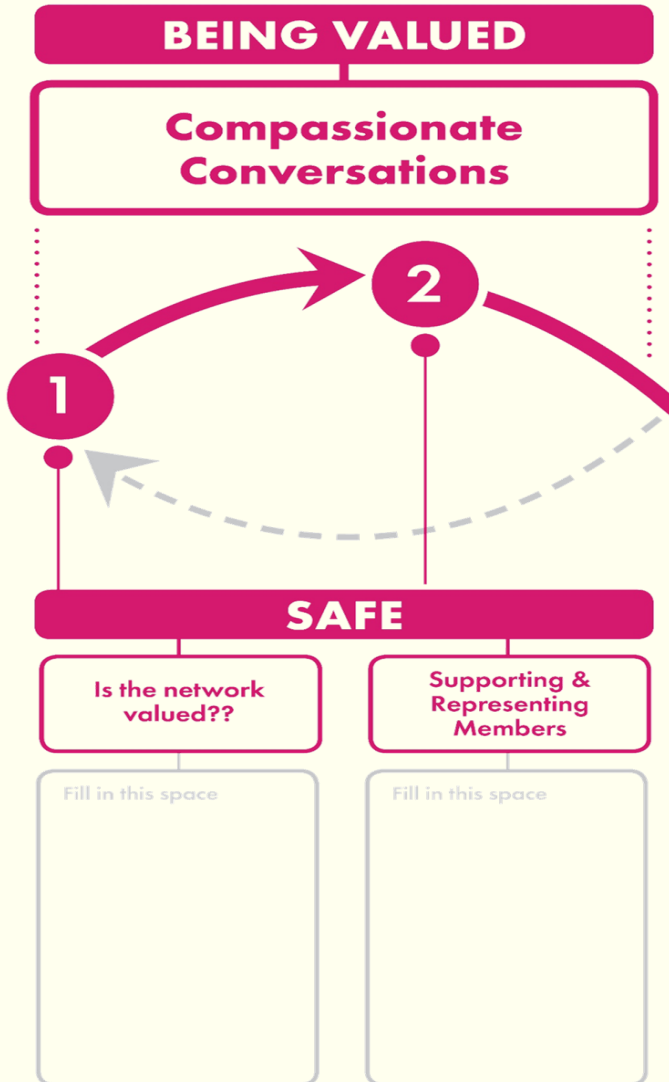 BEING VALUED
Compassionate
Conversations
1
2
SAFE
Is the network
valued??
Supporting &
Representing
Members
Fill in this space
Fill in this space